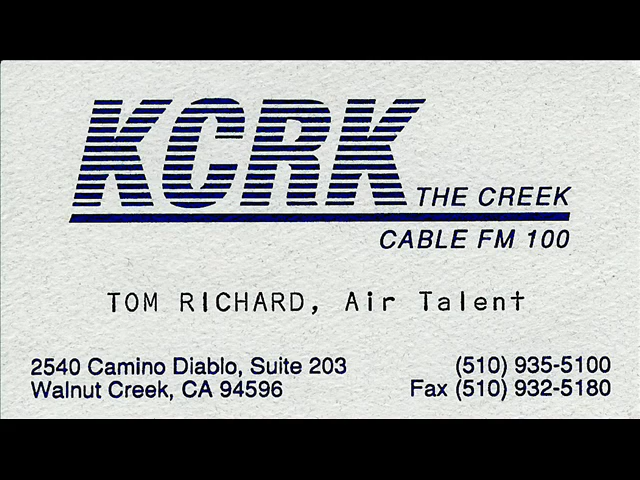 KCRK THE CREEK
CABLE FM 100
TOM RICHARD, Air Talent
2540 Camino Diablo, Suite 203
Walnut Creek, CA 94596
(510) 935-5100
Fax (510) 932-5180